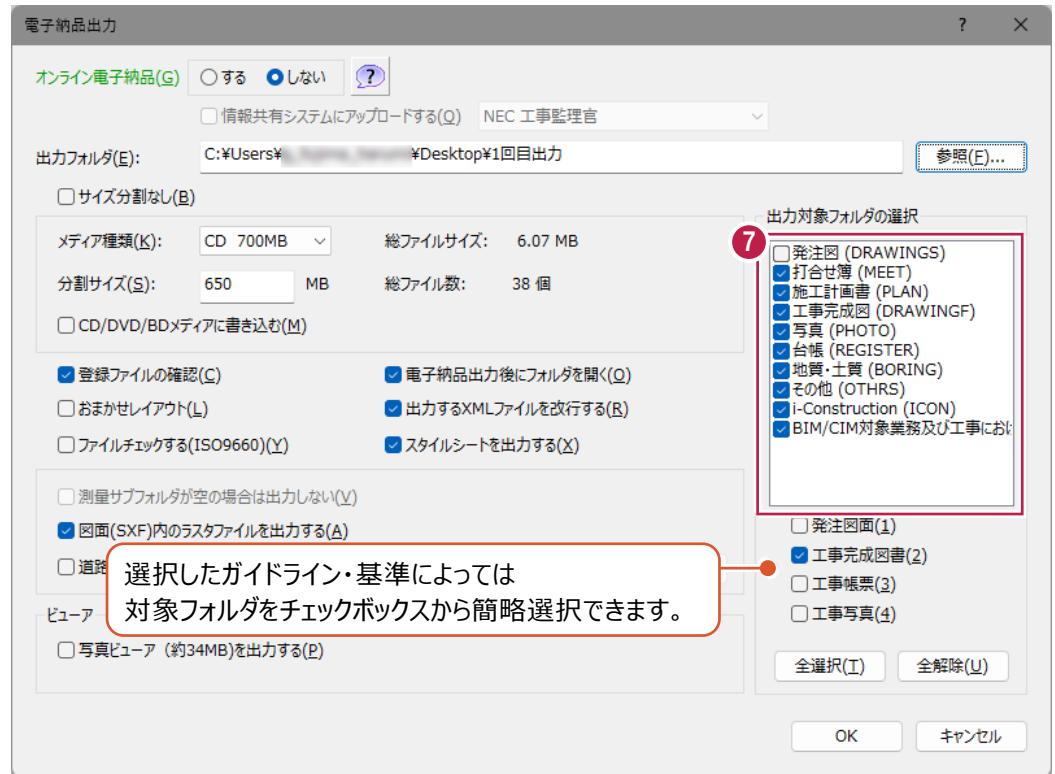 電子納品出力
? ×
オンライン電子納品(G) する しない ?
情報共有システムにアップロードする(Q) NEC 工事監理官
出力フォルダ(E): C:¥Users¥ ¥Desktop¥1回目出力 参照(F)...
サイズ分割なし(B)
メディア種類(K): CD 700MB 総ファイルサイズ: 6.07 MB
分割サイズ(S): 650 MB 総ファイル数: 38 個
CD/DVD/BDメディアに書き込む(M)
登録ファイルの確認(C) 電子納品出力後にフォルダを開く(O)
おまかせレイアウト(L) 出力するXMLファイルを改行する(R)
ファイルチェックする(ISO9660)(Y) スタイルシートを出力する(X)
測量サブフォルダが空の場合は出力しない(V)
図面(SXF)内のラスタファイルを出力する(A)
道路
選択したガイドライン・基準によっては
対象フォルダをチェックボックスから簡略選択できます。
ビューア
写真ビューア (約34MB)を出力する(P)
出力対象フォルダの選択
7
発注図 (DRAWINGS)
打合せ簿 (MEET)
施工計画書 (PLAN)
工事完成図 (DRAWINGF)
写真 (PHOTO)
台帳 (REGISTER)
地質・土質 (BORING)
その他 (OTHRS)
i-Construction (ICON)
BIM/CIM対象業務及び工事にお
発注図面(1)
工事完成図書(2)
工事帳票(3)
工事写真(4)
全選択(T) 全解除(U)
OK キャンセル